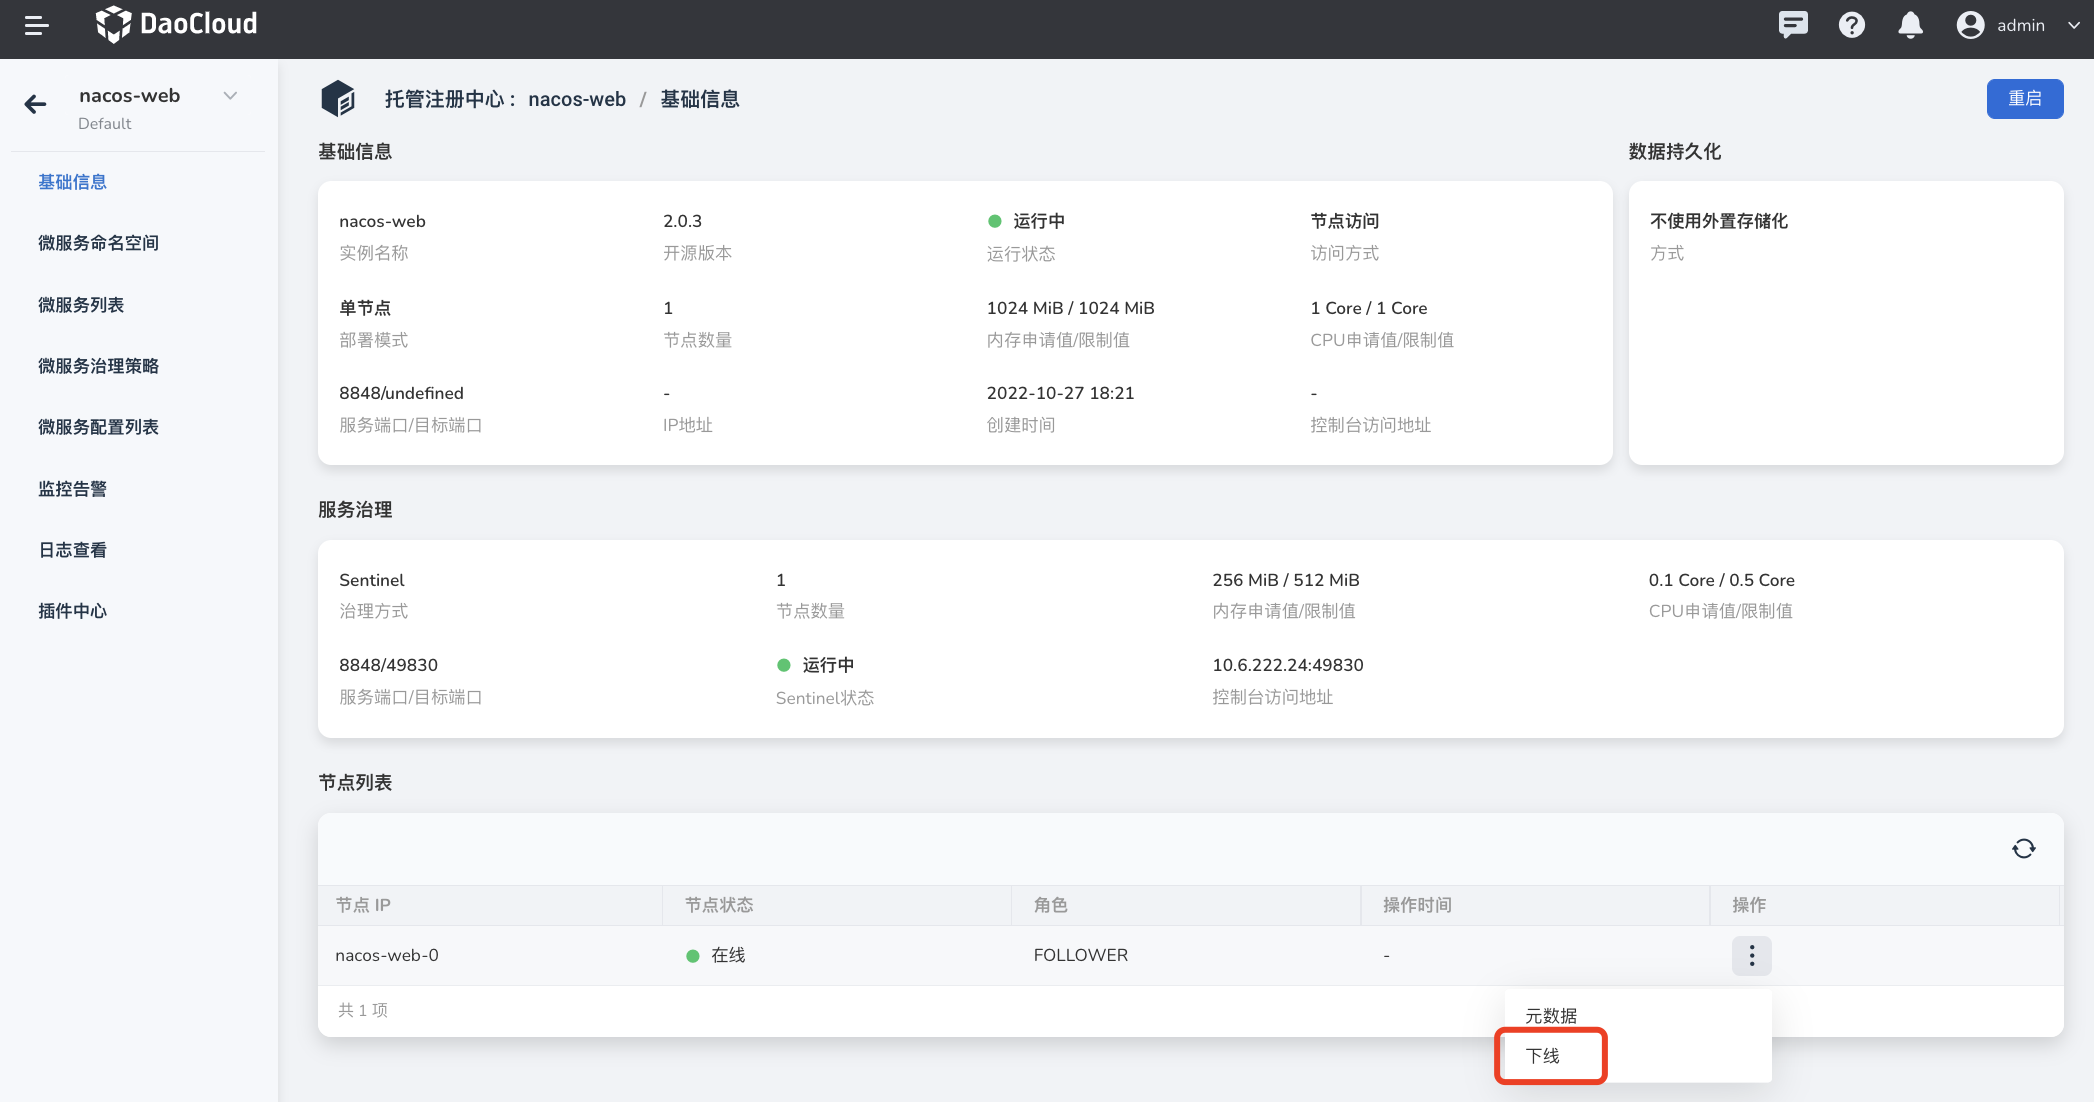 DaoCloud
admin
nacos-web
Default
基础信息
微服务命名空间
微服务列表
微服务治理策略
微服务配置列表
监控告警
日志查看
插件中心
托管注册中心 : nacos-web / 基础信息
重启
基础信息
nacos-web
实例名称
2.0.3
开源版本
运行中
运行状态
节点访问
访问方式
单节点
部署模式
1
节点数量
1024 MiB / 1024 MiB
内存申请值/限制值
1 Core / 1 Core
CPU申请值/限制值
8848/undefined
服务端口/目标端口
-
IP地址
2022-10-27 18:21
创建时间
-
控制台访问地址
数据持久化
不使用外置存储化
方式
服务治理
Sentinel
治理方式
1
节点数量
256 MiB / 512 MiB
内存申请值/限制值
0.1 Core / 0.5 Core
CPU申请值/限制值
8848/49830
服务端口/目标端口
运行中
Sentinel状态
10.6.222.24:49830
控制台访问地址
节点列表
节点 IP 节点状态 角色 操作时间 操作
nacos-web-0 在线 FOLLOWER -
共 1 项
元数据
下线